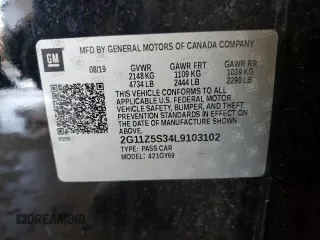 MFD BY GENERAL MOTORS OF CANADA COMPANY
GM
08/19 GVWR GAWR FRT GAWR RR
2148 KG 1109 KG 1039 KG
4734 LB 2444 LB 2290 LB
THIS VEHICLE CONFORMS TO ALL APPLICABLE U.S. FEDERAL MOTOR VEHICLE SAFETY, BUMPER, AND THEFT PREVENTION STANDARDS IN EFFECT ON THE DATE OF MANUFACTURE SHOWN ABOVE.
2G11Z5S34L9103102
TYPE: PASS CAR
MODEL: 421GY69
AUTOBIDMASTER